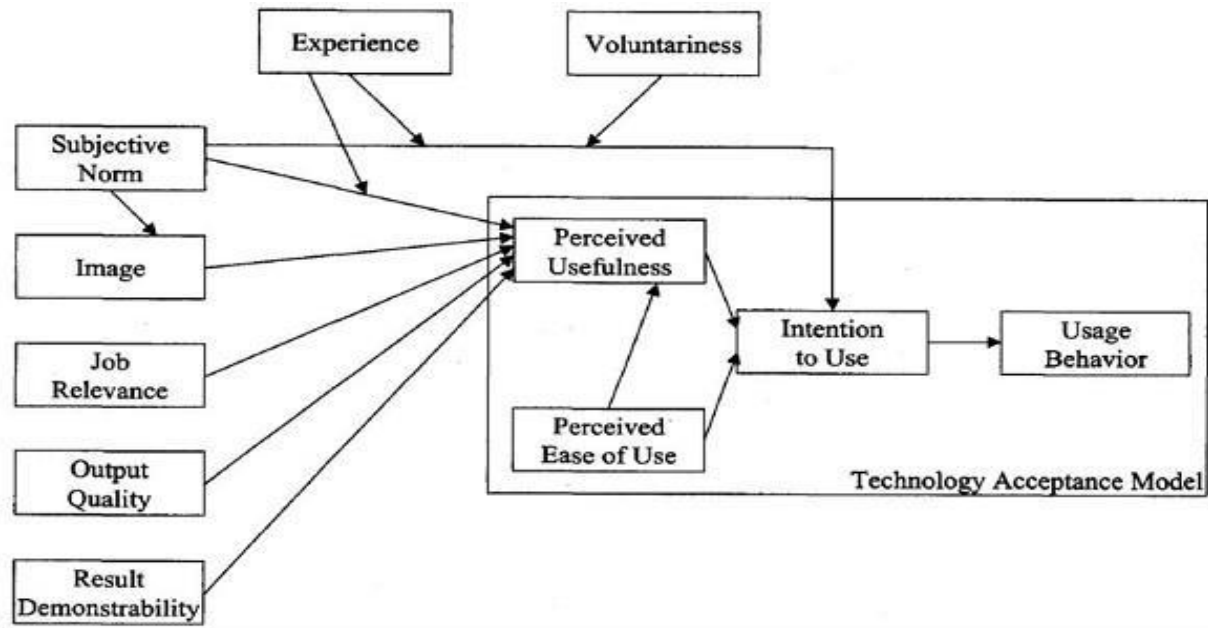 Experience
Voluntariness
Subjective
Norm
Image
Job
Relevance
Output
Quality
Result
Demonstrability
Perceived
Usefulness
Perceived
Ease of Use
Intention
to Use
Usage
Behavior
Technology Acceptance Model